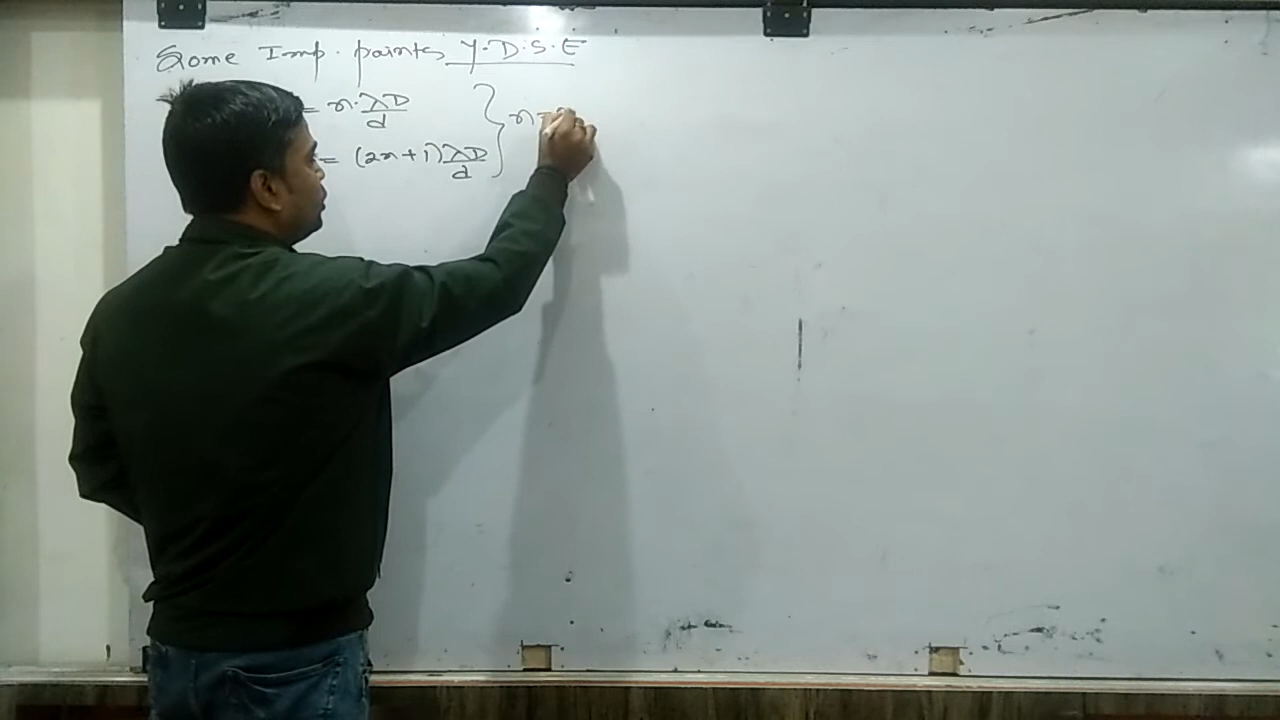 Some Imp. points Y.D.S.E
= n. λD/d
= (2n+1) λD/d } n =